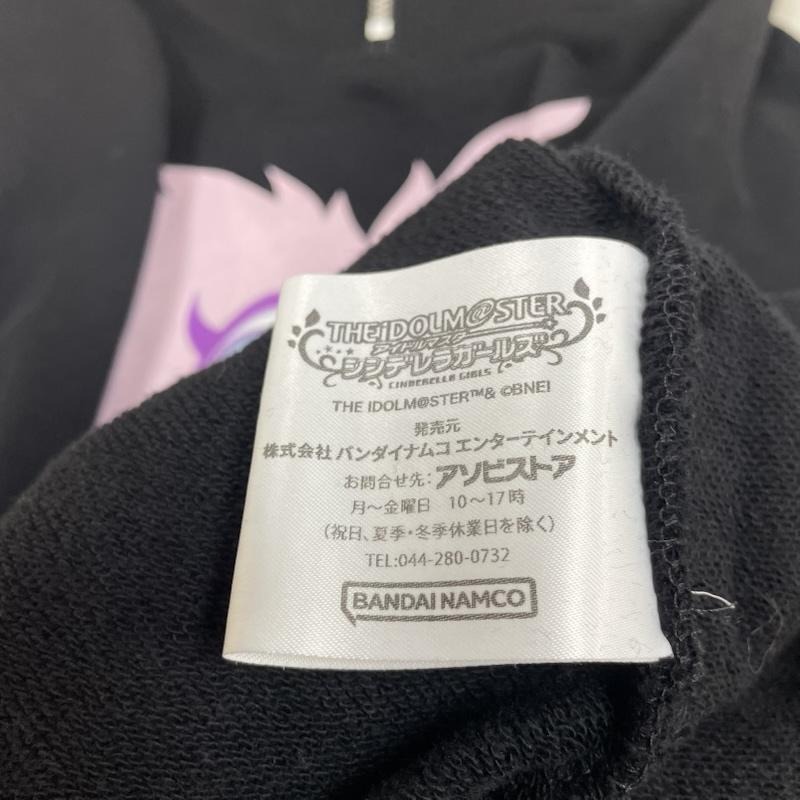 THE iDOLM@STER
アイドルマスター
シンデレラガールズ
CINDERELLA GIRLS
THE IDOLM@STER™& ©BNEI
発売元
株式会社 バンダイナムコ エンターテインメント
お問合せ先:アソビストア
月～金曜日 10～17時
(祝日、夏季・冬季休業日を除く)
TEL:044-280-0732
BANDAI NAMCO